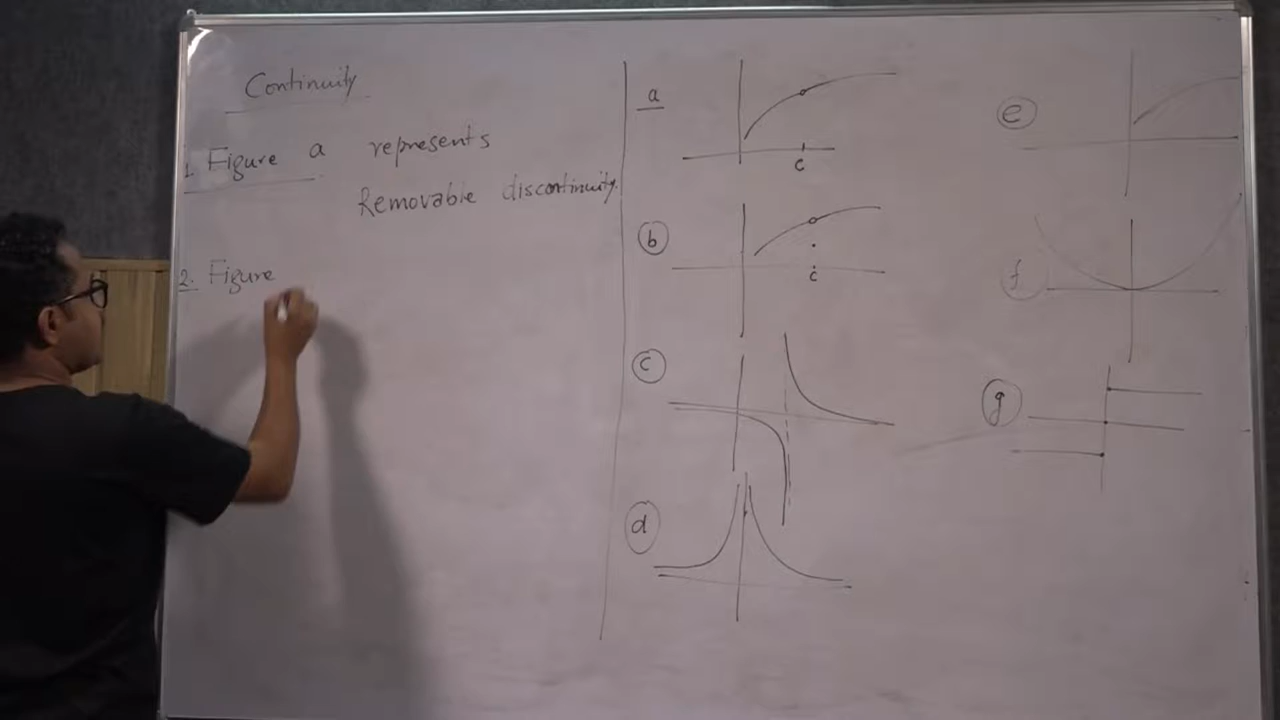 Continuity
1. Figure a represents
Removable discontinuity.
2. Figure
a
c
b
c
c
d
e
f
g